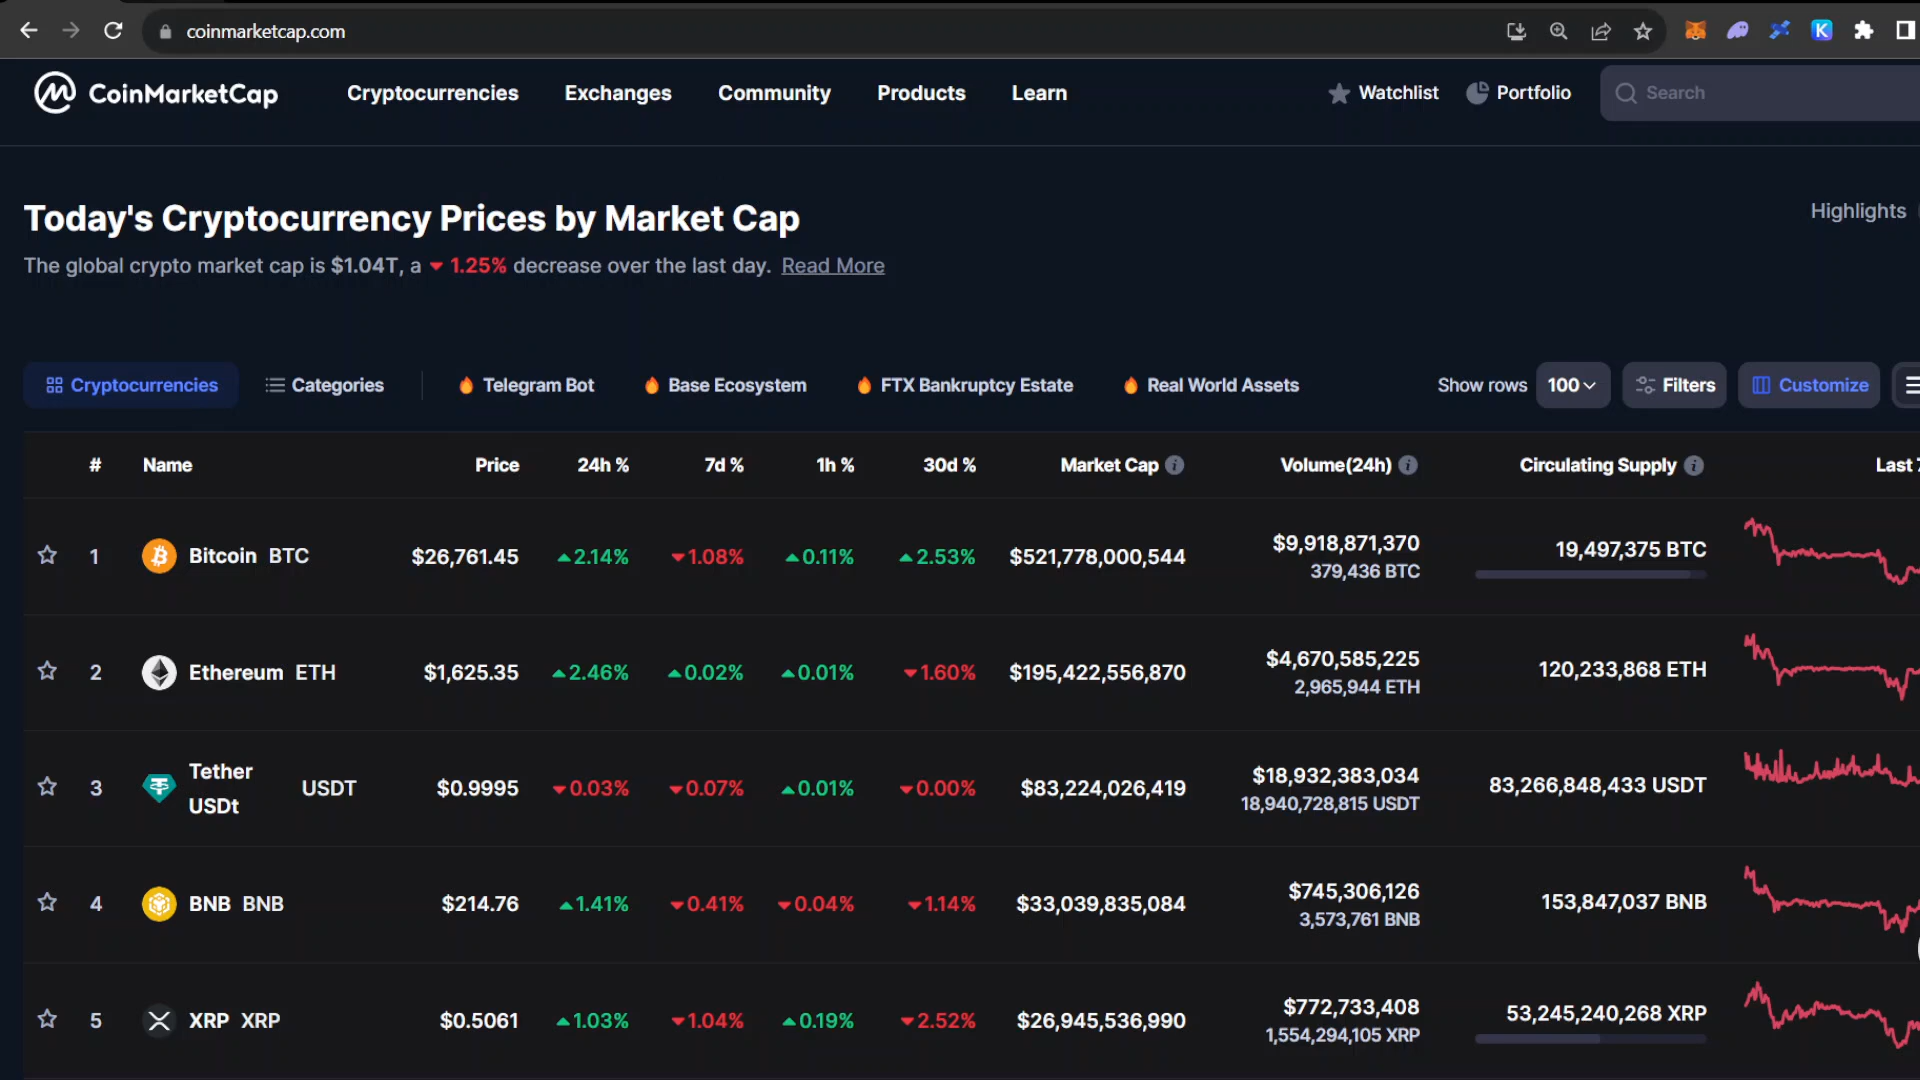 coinmarketcap.com
K
CoinMarketCap Cryptocurrencies Exchanges Community Products Learn Watchlist Portfolio Search
Today's Cryptocurrency Prices by Market Cap
Highlights
The global crypto market cap is $1.04T, a 1.25% decrease over the last day. Read More
Cryptocurrencies Categories Telegram Bot Base Ecosystem FTX Bankruptcy Estate Real World Assets Show rows 100 Filters Customize
# Name Price 24h % 7d % 1h % 30d % Market Cap Volume(24h) Circulating Supply Last
1 Bitcoin BTC $26,761.45 2.14% 1.08% 0.11% 2.53% $521,778,000,544 $9,918,871,370 19,497,375 BTC
379,436 BTC
2 Ethereum ETH $1,625.35 2.46% 0.02% 0.01% 1.60% $195,422,556,870 $4,670,585,225 120,233,868 ETH
2,965,944 ETH
3 Tether USDt USDT $0.9995 0.03% 0.07% 0.01% 0.00% $83,224,026,419 $18,932,383,034 83,266,848,433 USDT
18,940,728,815 USDT
4 BNB BNB $214.76 1.41% 0.41% 0.04% 1.14% $33,039,835,084 $745,306,126 153,847,037 BNB
3,573,761 BNB
5 XRP XRP $0.5061 1.03% 1.04% 0.19% 2.52% $26,945,536,990 $772,733,408 53,245,240,268 XRP
1,554,294,105 XRP